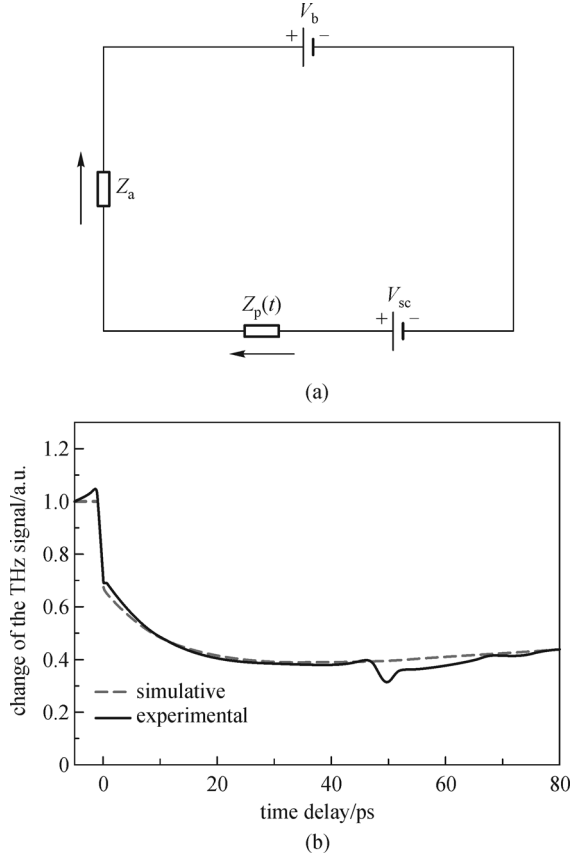 V_b
+ −
Z_a
Z_p(t)
V_sc
+ −
(a)
change of the THz signal/a.u.
1.2
1.0
0.8
0.6
0.4
0.2
0
simulative
experimental
0 20 40 60 80
time delay/ps
(b)